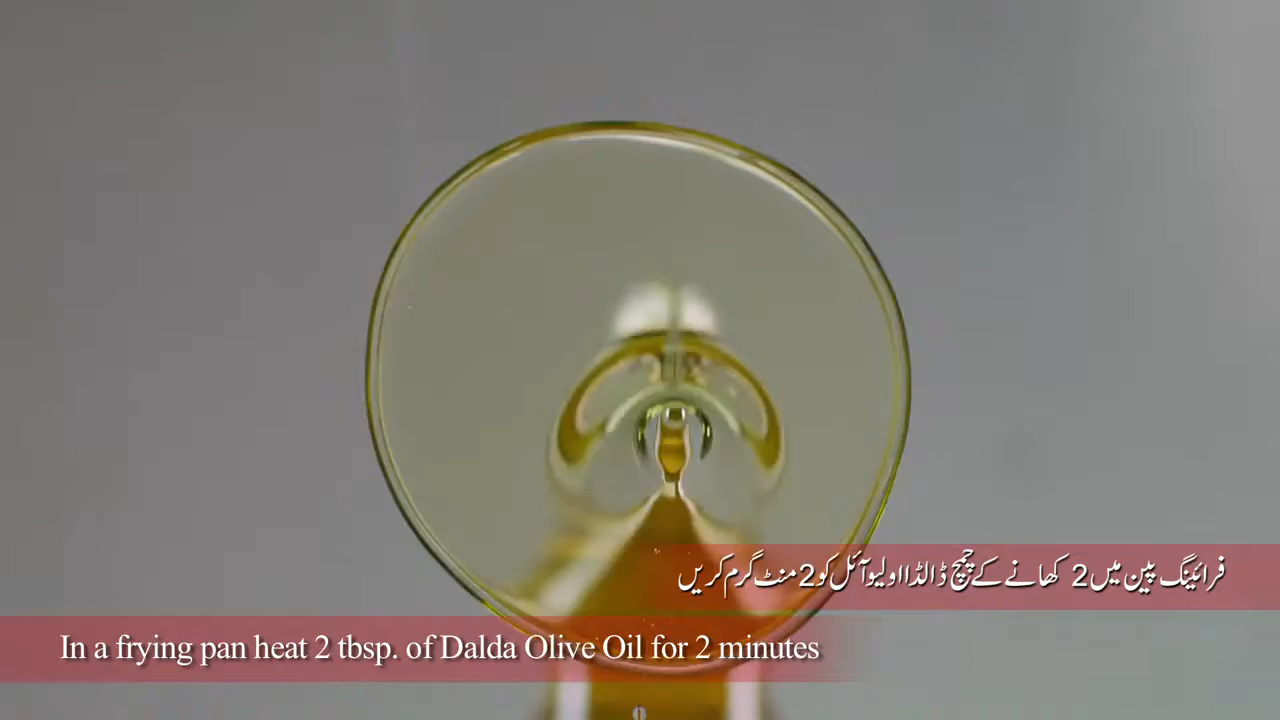 فرائینگ پین میں 2 کھانے کے چمچ ڈالڈا اولیو آئل کو 2 منٹ گرم کریں
In a frying pan heat 2 tbsp. of Dalda Olive Oil for 2 minutes